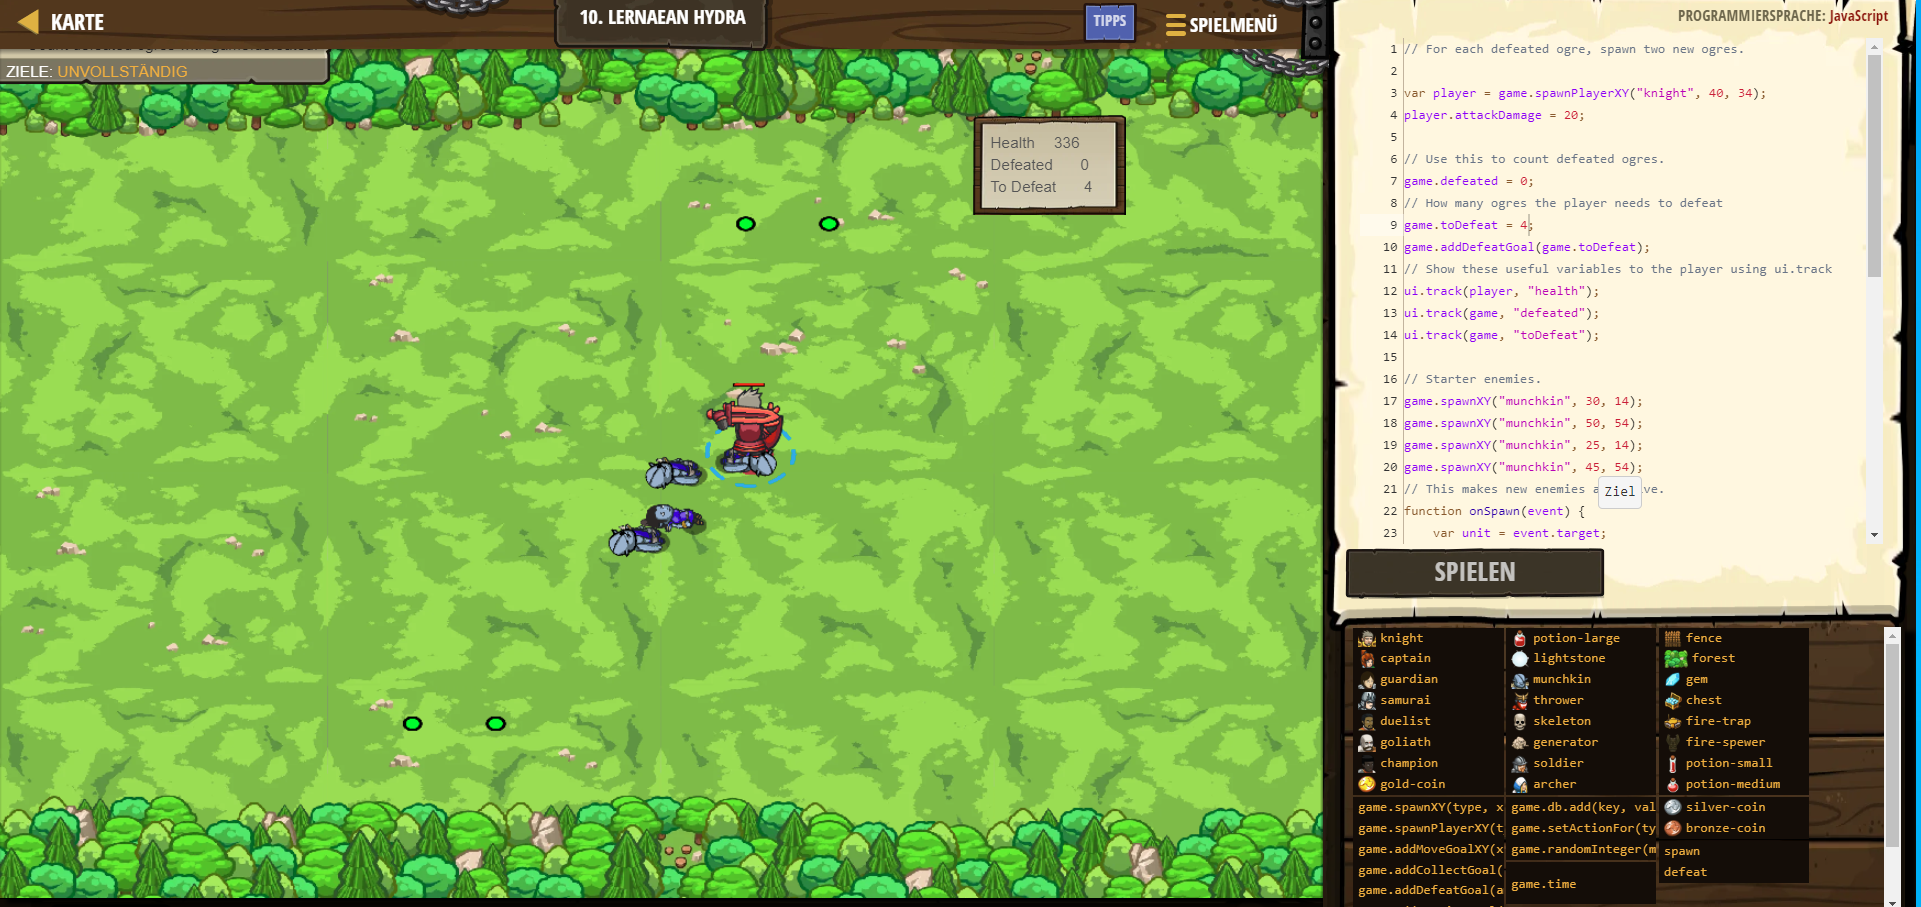 KARTE
10. LERNAEAN HYDRA
TIPPS
SPIELMENÜ
PROGRAMMIERSPRACHE: JavaScript
ZIELE: UNVOLLSTÄNDIG
Health 336
Defeated 0
To Defeat 4
1 // For each defeated ogre, spawn two new ogres.
2
3 var player = game.spawnPlayerXY("knight", 40, 34);
4 player.attackDamage = 20;
5
6 // Use this to count defeated ogres.
7 game.defeated = 0;
8 // How many ogres the player needs to defeat
9 game.toDefeat = 4;
10 game.addDefeatGoal(game.toDefeat);
11 // Show these useful variables to the player using ui.track
12 ui.track(player, "health");
13 ui.track(game, "defeated");
14 ui.track(game, "toDefeat");
15
16 // Starter enemies.
17 game.spawnXY("munchkin", 30, 14);
18 game.spawnXY("munchkin", 50, 54);
19 game.spawnXY("munchkin", 25, 14);
20 game.spawnXY("munchkin", 45, 54);
21 // This makes new enemies a ve.
Ziel
22 function onSpawn(event) {
23 var unit = event.target;
SPIELEN
knight potion-large fence
captain lightstone forest
guardian munchkin gem
samurai thrower chest
duelist skeleton fire-trap
goliath generator fire-spewer
champion soldier potion-small
gold-coin archer potion-medium
game.spawnXY(type, x game.db.add(key, val silver-coin
game.spawnPlayerXY(t game.setActionFor(ty bronze-coin
game.addMoveGoalXY(x game.randomInteger(m spawn
game.addCollectGoal( defeat
game.addDefeatGoal(a game.time